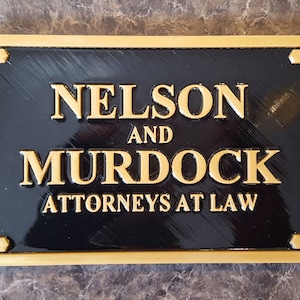 NELSON
AND
MURDOCK
ATTORNEYS AT LAW